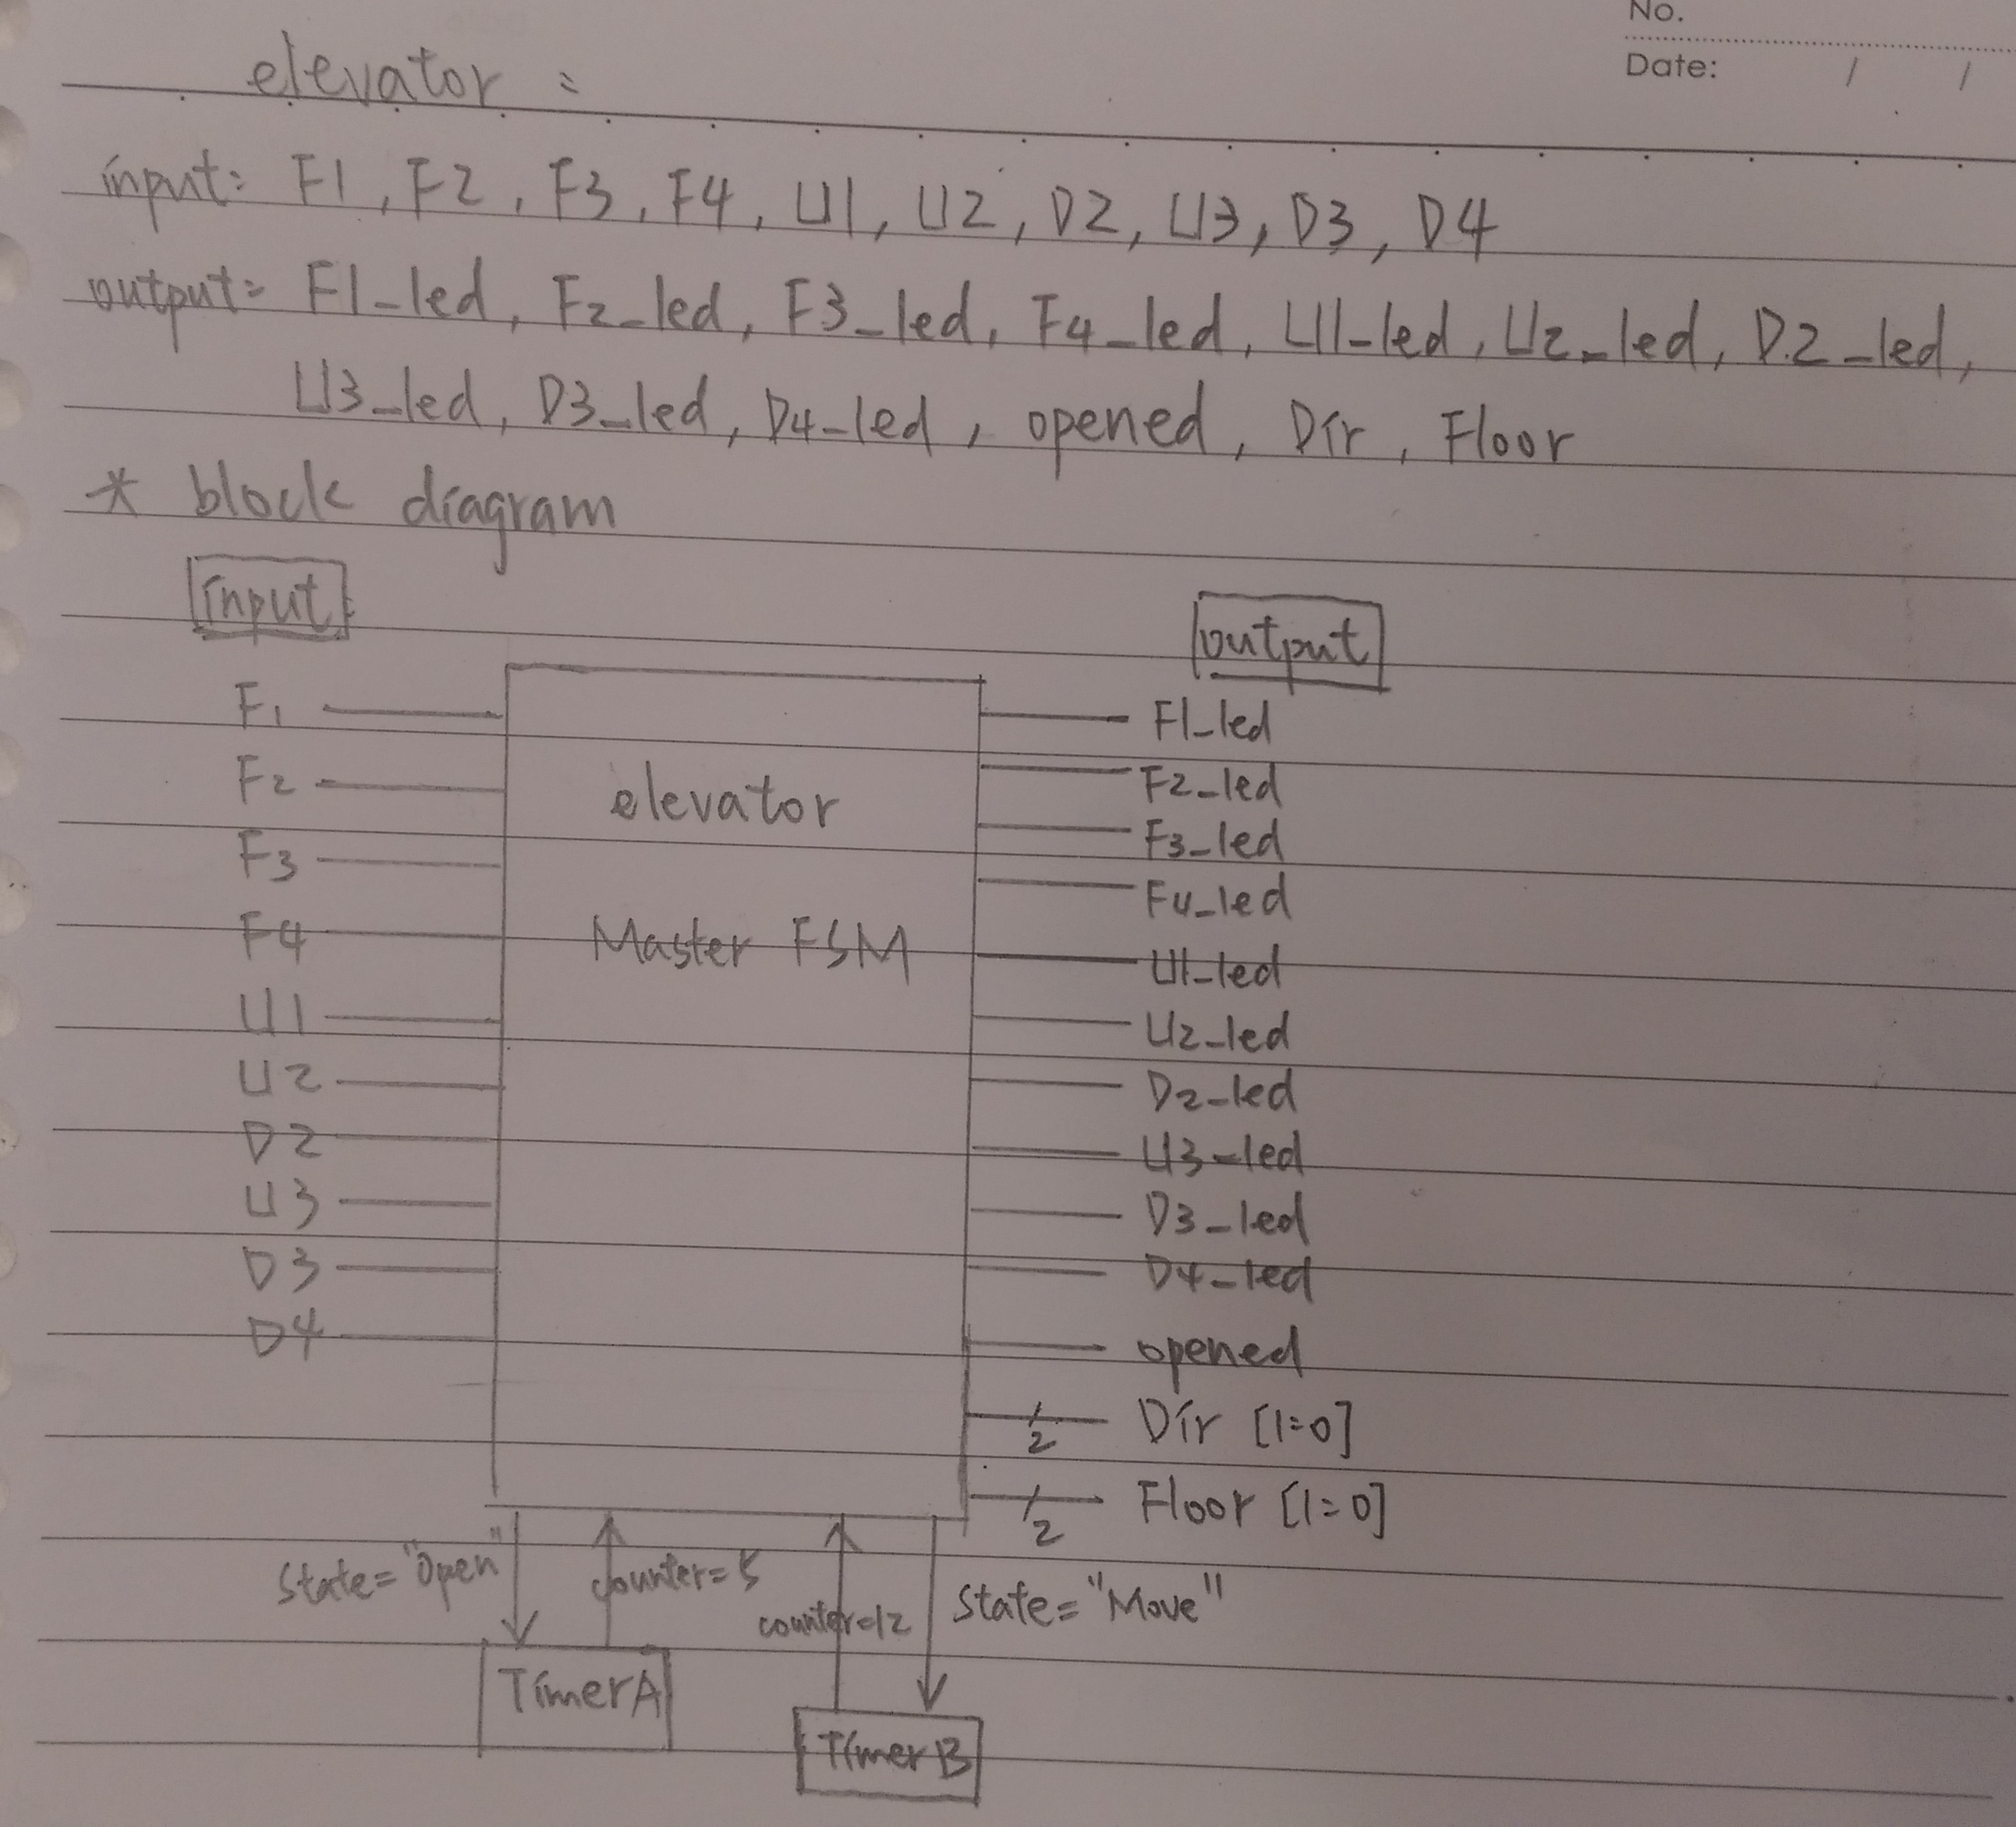 No.
Date: / /
elevator :
input: F1, F2, F3, F4, U1, U2, D2, U3, D3, D4
output: F1_led, F2_led, F3_led, F4_led, U1_led, U2_led, D2_led,
U3_led, D3_led, D4_led, opened, Dir, Floor
* block diagram
input
output
F1
F2
F3
F4
U1
U2
D2
U3
D3
D4
elevator
Master FSM
F1_led
F2_led
F3_led
F4_led
U1_led
U2_led
D2_led
U3_led
D3_led
D4_led
opened
2 Dir [1:0]
2 Floor [1:0]
state="Open"
counter=5
counter=12
state="Move"
TimerA
TimerB